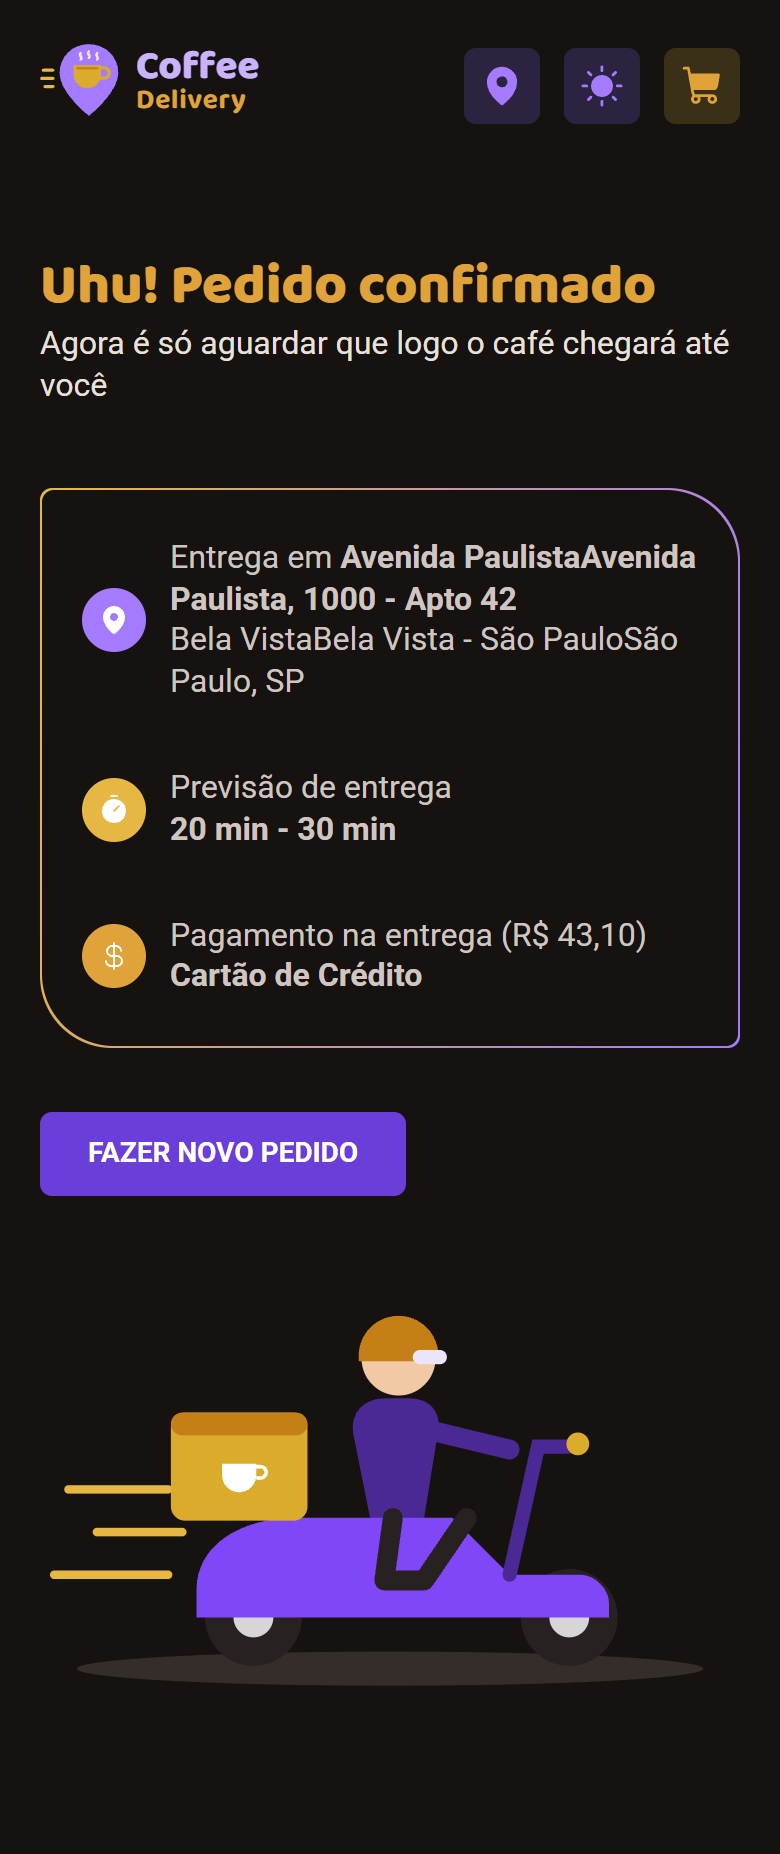 Coffee
Delivery
Uhu! Pedido confirmado
Agora é só aguardar que logo o café chegará até
você
Entrega em Avenida PaulistaAvenida
Paulista, 1000 - Apto 42
Bela VistaBela Vista - São PauloSão
Paulo, SP
Previsão de entrega
20 min - 30 min
Pagamento na entrega (R$ 43,10)
Cartão de Crédito
FAZER NOVO PEDIDO